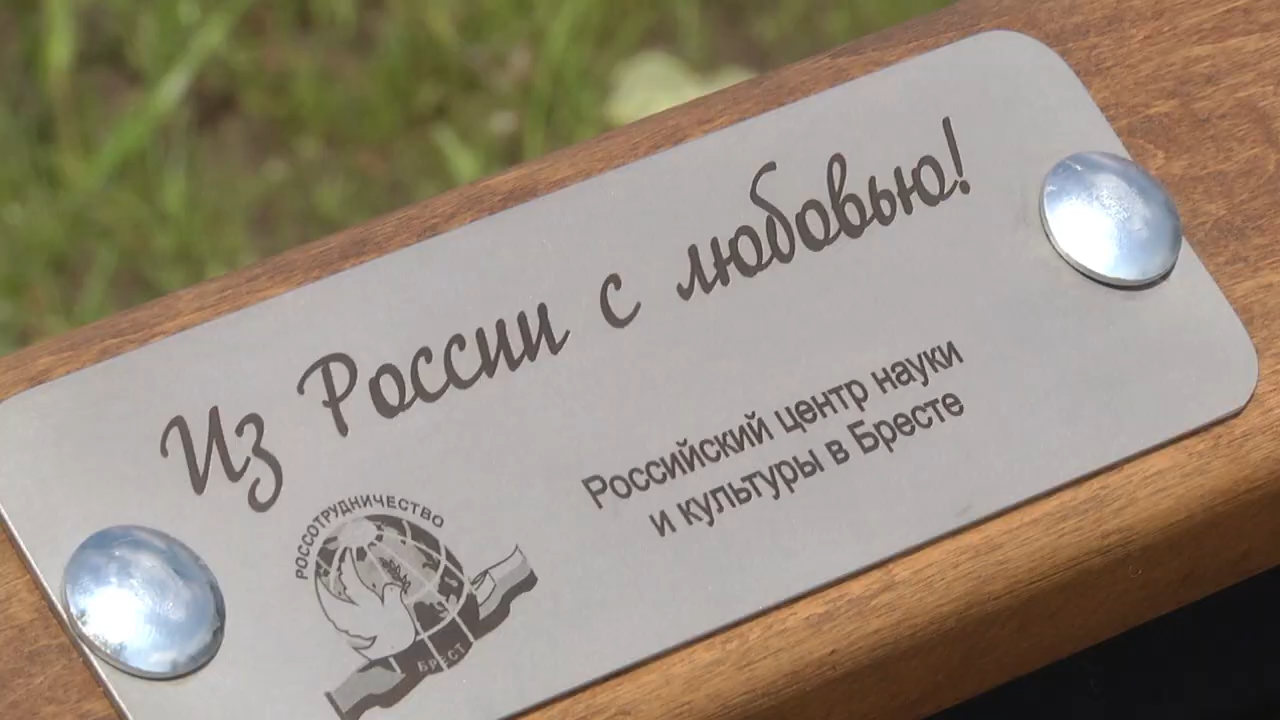 Из России с любовью!
Российский центр науки
и культуры в Бресте
РОССОТРУДНИЧЕСТВО
БРЕСТ